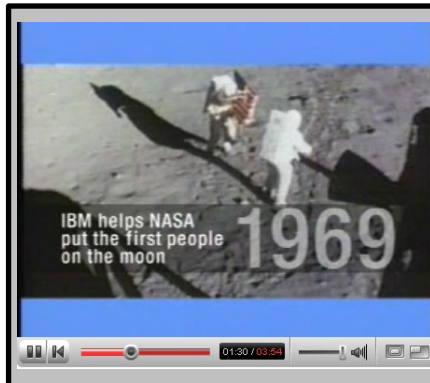 IBM helps NASA
put the first people
on the moon
1969
01:30 / 03:54